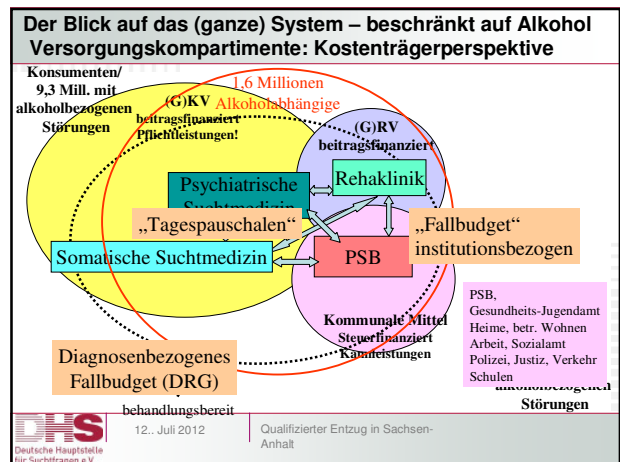 Der Blick auf das (ganze) System – beschränkt auf Alkohol
Versorgungskompartimente: Kostenträgerperspektive
Konsumenten/
9,3 Mill. mit
alkoholbezogenen
Störungen
1,6 Millionen
Alkoholabhängige
(G)KV
beitragsfinanziert
Pflichtleistungen!
(G)RV
beitragsfinanziert
Rehaklinik
Psychiatrische
Suchtmedizin
„Tagespauschalen“
„Fallbudget“
institutionsbezogen
Somatische Suchtmedizin
PSB
PSB,
Gesundheits-Jugendamt
Heime, betr. Wohnen
Arbeit, Sozialamt
Polizei, Justiz, Verkehr
Schulen
Kommunale Mittel
Steuerfinanziert
Kannleistungen
Diagnosenbezogenes
Fallbudget (DRG)
alkoholbezogenen
Störungen
behandlungsbereit
DHS
Deutsche Hauptstelle
für Suchtfragen e.V.
12.. Juli 2012
Qualifizierter Entzug in Sachsen-
Anhalt